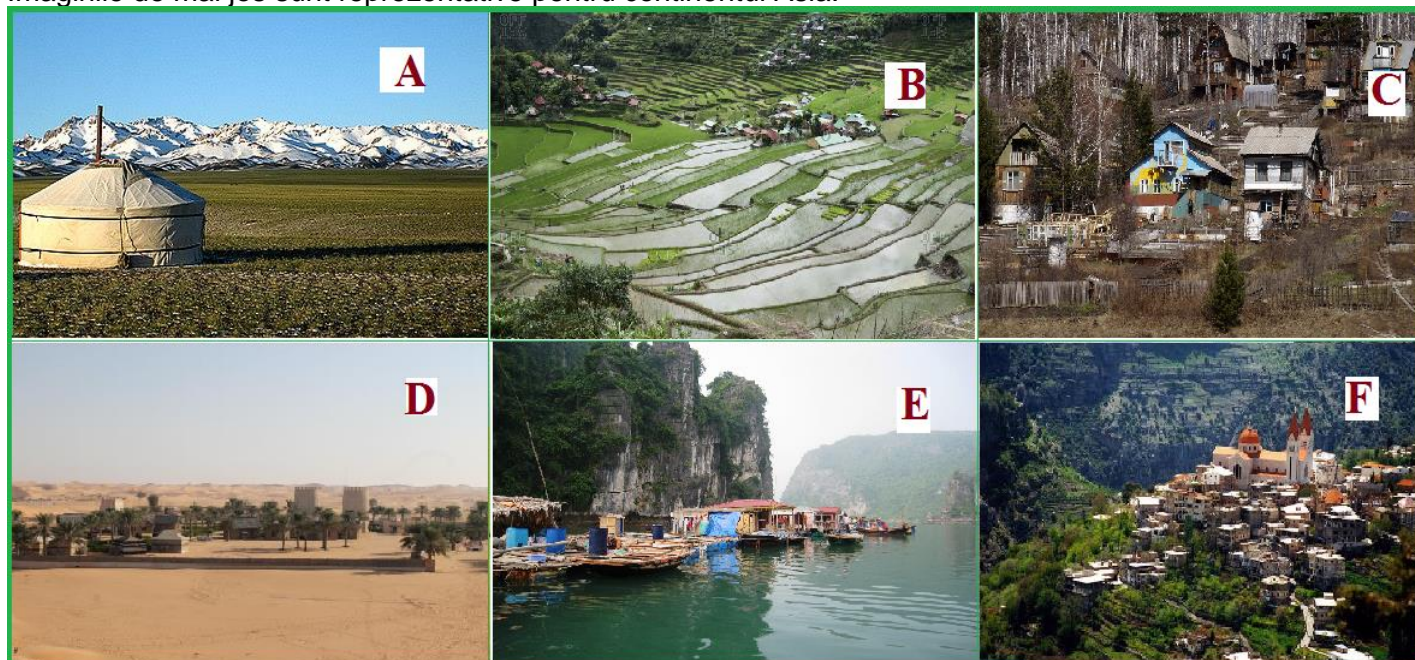 Imaginile de mai jos sunt reprezentative pentru continentul Asia.
A
B
C
D
E
F